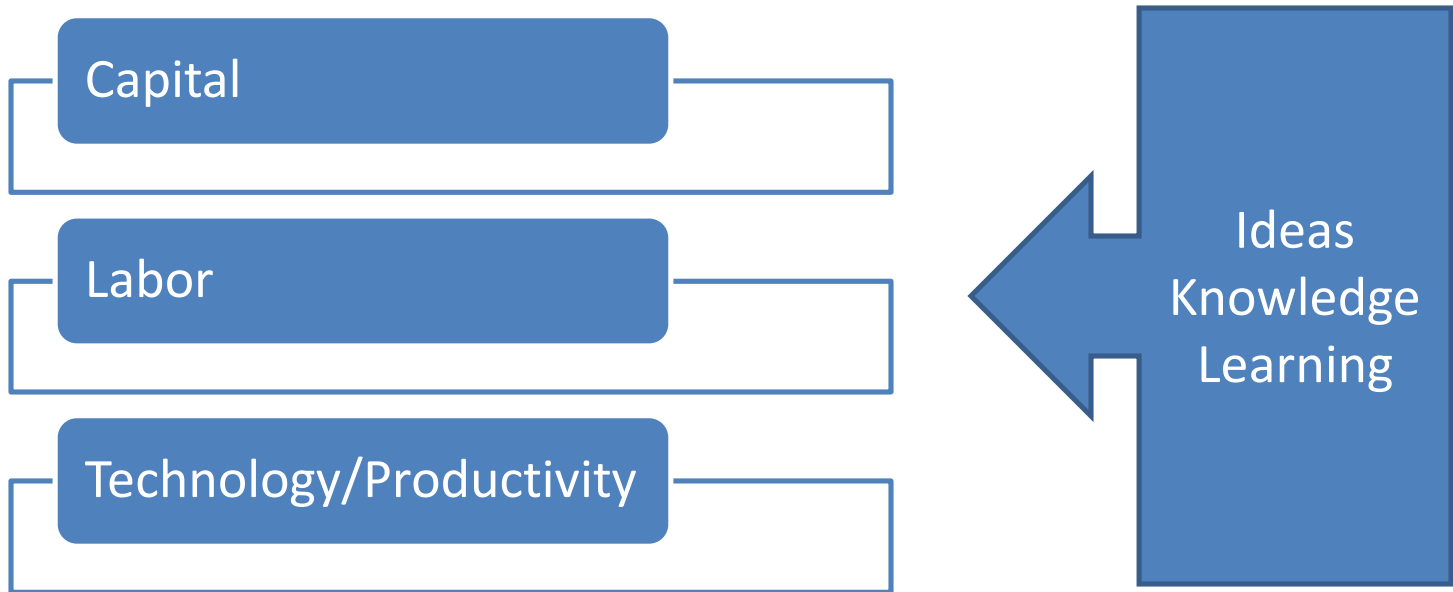 Capital
Labor
Technology/Productivity
Ideas
Knowledge
Learning